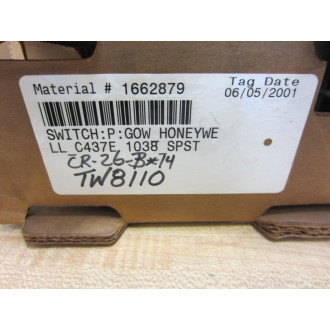 Material # 1662879
Tag Date
06/05/2001
SWITCH:P:GOW HONEYWE
LL C437E 1038 SPST
CR-26-B*74
TW8110